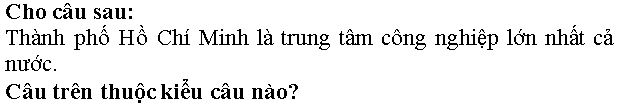 Cho câu sau:
Thành phố Hồ Chí Minh là trung tâm công nghiệp lớn nhất cả
nước.
Câu trên thuộc kiểu câu nào?